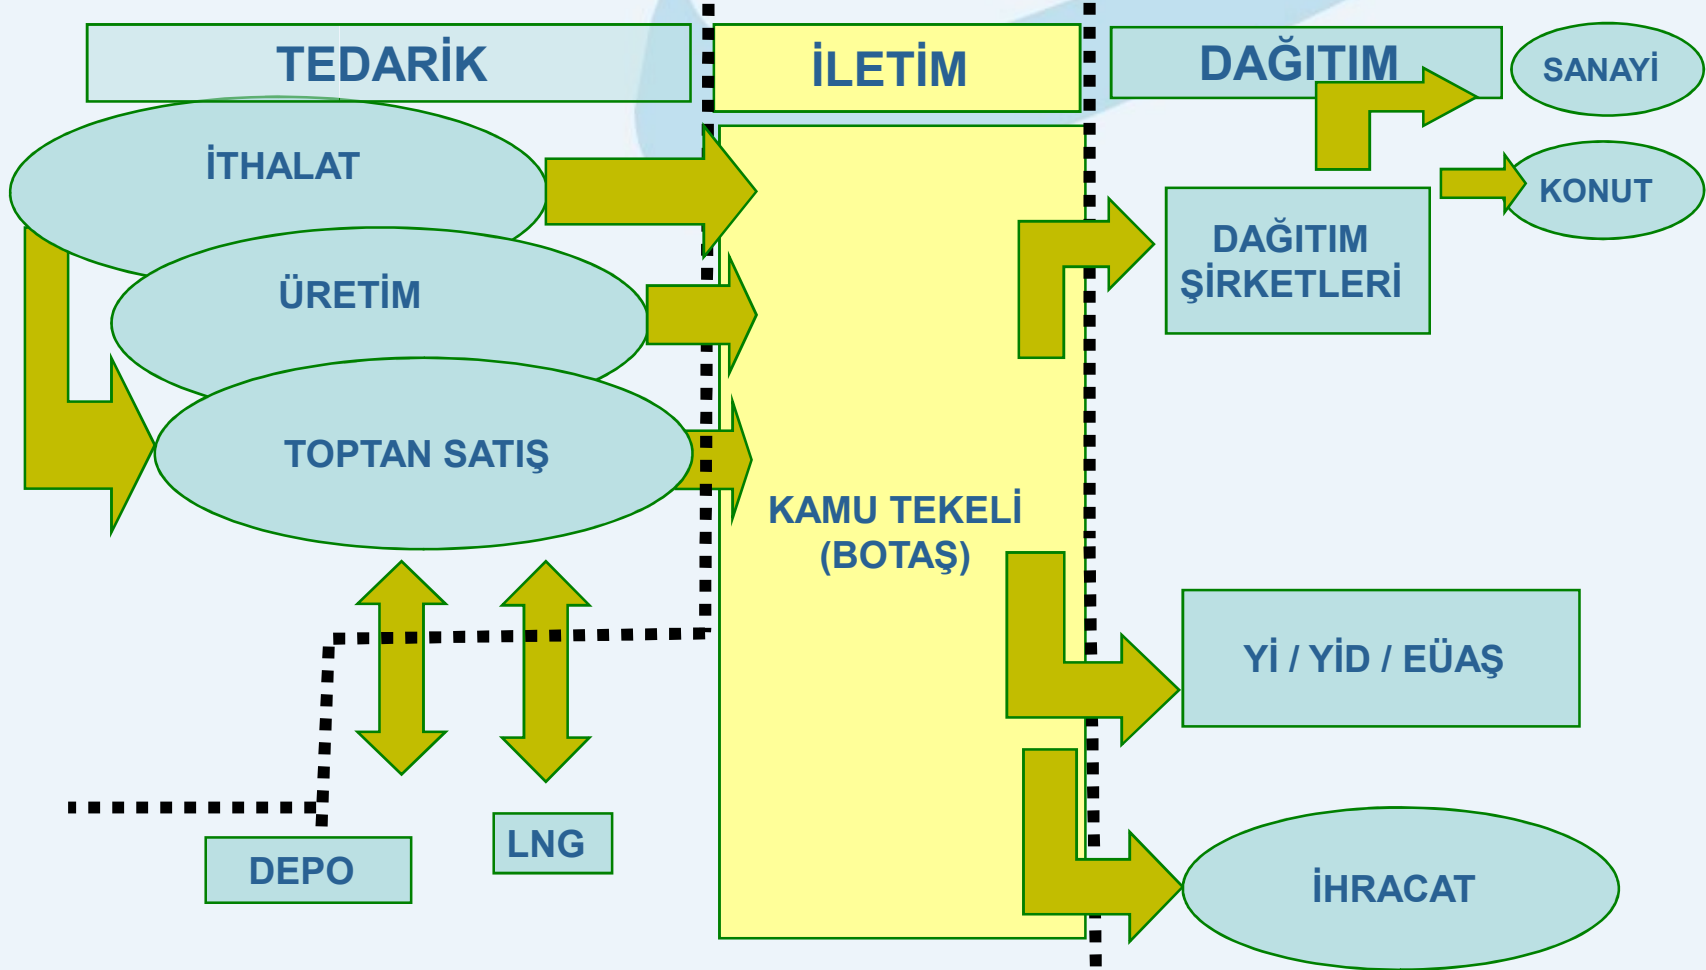 TEDARİK
İLETİM
DAĞITIM
SANAYİ
İTHALAT
KONUT
DAĞITIM
ŞİRKETLERİ
ÜRETİM
TOPTAN SATIŞ
KAMU TEKELİ
(BOTAŞ)
Yİ / YİD / EÜAŞ
LNG
DEPO
İHRACAT